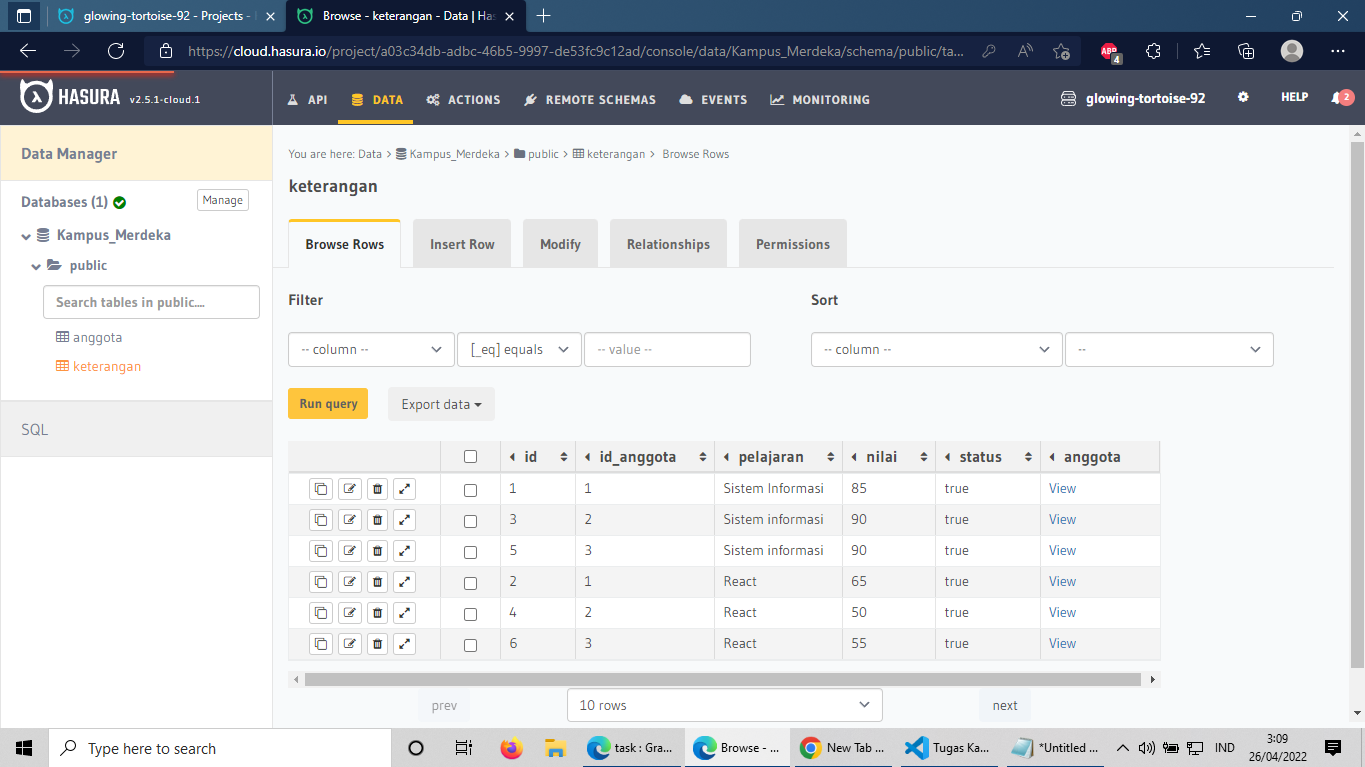 glowing-tortoise-92 - Projects -
Browse - keterangan - Data | Has
https://cloud.hasura.io/project/a03c34db-adbc-46b5-9997-de53fc9c12ad/console/data/Kampus_Merdeka/schema/public/ta...
ABP
4
HASURA v2.5.1-cloud.1
API
DATA
ACTIONS
REMOTE SCHEMAS
EVENTS
MONITORING
glowing-tortoise-92
HELP
2
Data Manager
Databases (1)
Manage
Kampus_Merdeka
public
Search tables in public....
anggota
keterangan
SQL
You are here: Data > Kampus_Merdeka > public > keterangan > Browse Rows
keterangan
Browse Rows
Insert Row
Modify
Relationships
Permissions
Filter
Sort
-- column --
[_eq] equals
-- value --
-- column --
--
Run query
Export data
id id_anggota pelajaran nilai status anggota
1 1 Sistem Informasi 85 true View
3 2 Sistem informasi 90 true View
5 3 Sistem informasi 90 true View
2 1 React 65 true View
4 2 React 50 true View
6 3 React 55 true View
prev
10 rows
next
Type here to search
task : Gra...
Browse - ...
New Tab ...
Tugas Ka...
*Untitled ...
IND
3:09
26/04/2022